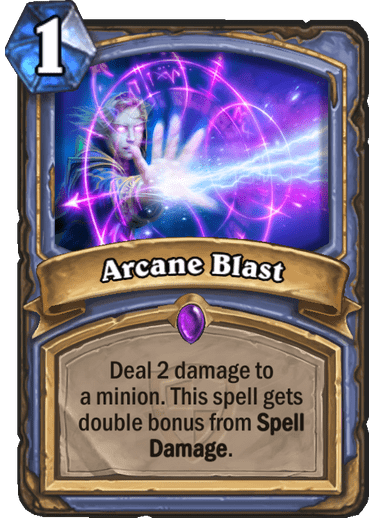 1
Arcane Blast
Deal 2 damage to
a minion. This spell gets
double bonus from Spell
Damage.